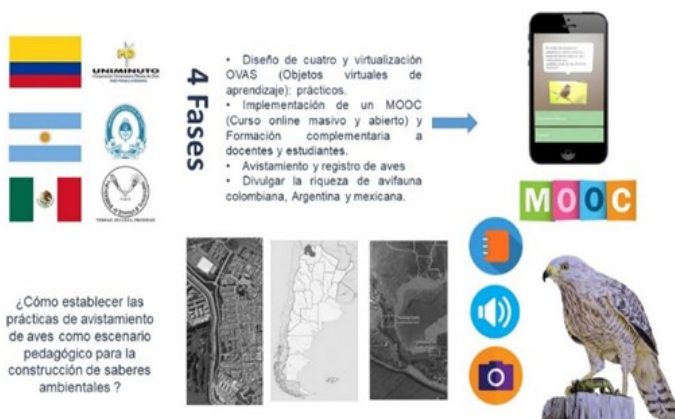 UNIMINUTO
4 Fases
• Diseño de cuatro y virtualización
OVAS (Objetos virtuales de
aprendizaje): prácticos.
• Implementación de un MOOC
(Curso online masivo y abierto) y
Formación complementaria a
docentes y estudiantes.
• Avistamiento y registro de aves
• Divulgar la riqueza de avifauna
colombiana, Argentina y mexicana.
MOOC
¿Cómo establecer las
prácticas de avistamiento
de aves como escenario
pedagógico para la
construcción de saberes
ambientales ?